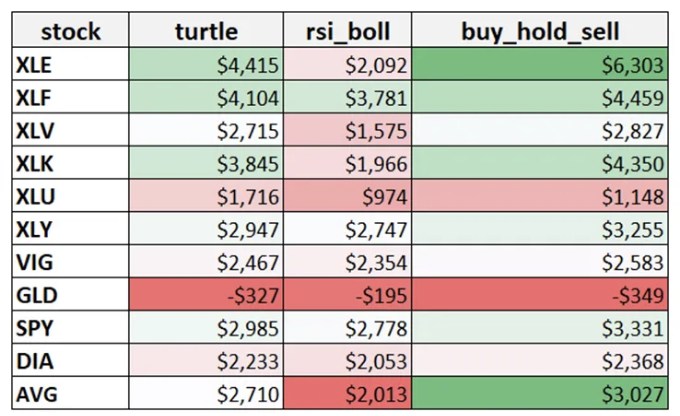 stock turtle rsi_boll buy_hold_sell
XLE $4,415 $2,092 $6,303
XLF $4,104 $3,781 $4,459
XLV $2,715 $1,575 $2,827
XLK $3,845 $1,966 $4,350
XLU $1,716 $974 $1,148
XLY $2,947 $2,747 $3,255
VIG $2,467 $2,354 $2,583
GLD -$327 -$195 -$349
SPY $2,985 $2,778 $3,331
DIA $2,233 $2,053 $2,368
AVG $2,710 $2,013 $3,027